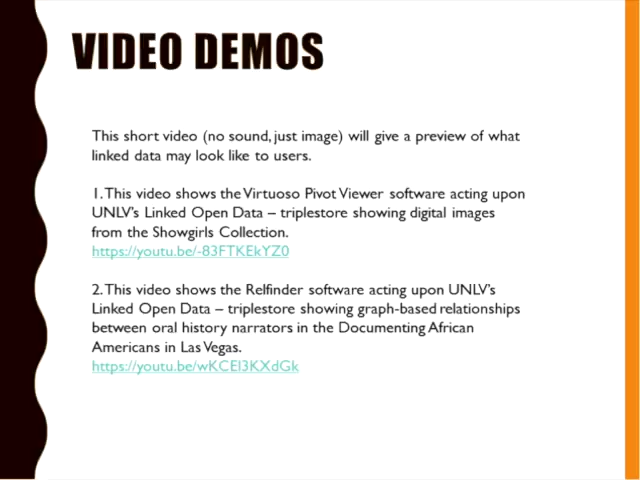 VIDEO DEMOS
This short video (no sound, just image) will give a preview of what
linked data may look like to users.
1. This video shows the Virtuoso Pivot Viewer software acting upon
UNLV's Linked Open Data – triplestore showing digital images
from the Showgirls Collection.
https://youtu.be/-83FTKEkYZ0
2. This video shows the Relfinder software acting upon UNLV's
Linked Open Data – triplestore showing graph-based relationships
between oral history narrators in the Documenting African
Americans in Las Vegas.
https://youtu.be/wKCEI3KXdGk